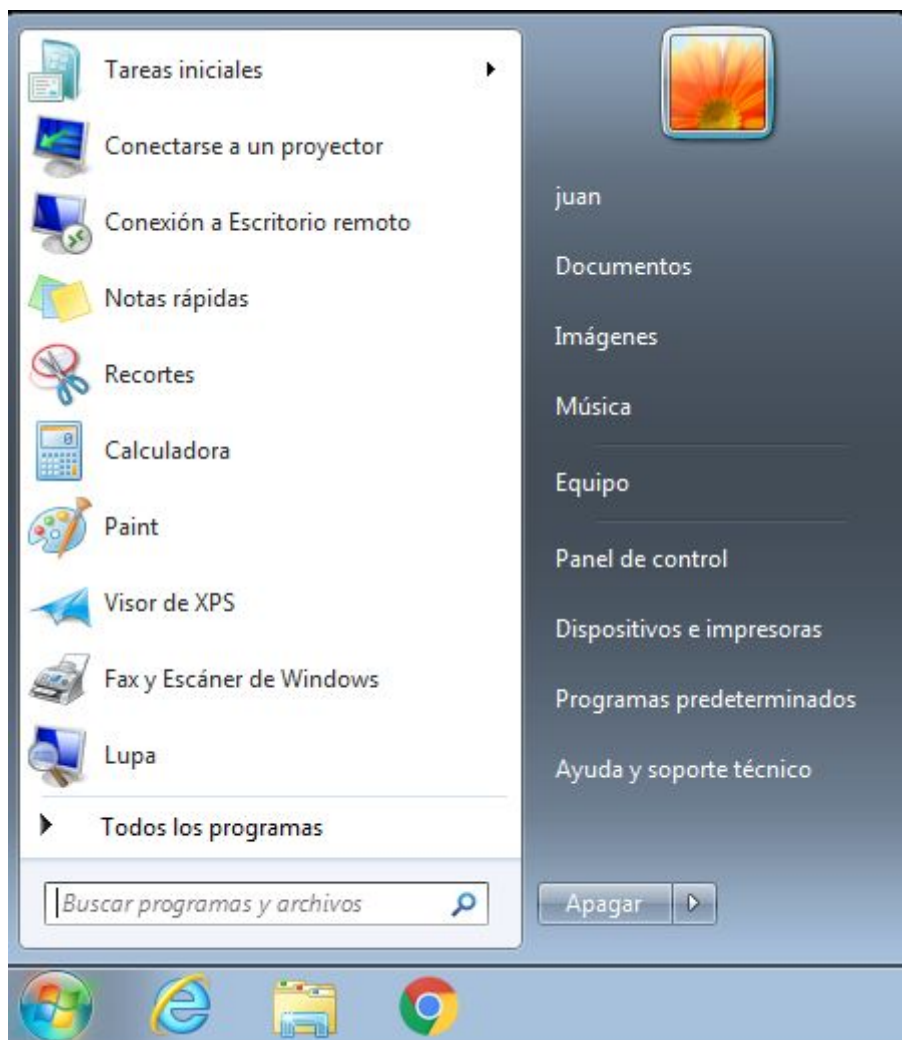 Tareas iniciales
Conectarse a un proyector
Conexión a Escritorio remoto
Notas rápidas
Recortes
Calculadora
Paint
Visor de XPS
Fax y Escáner de Windows
Lupa
Todos los programas
Buscar programas y archivos
juan
Documentos
Imágenes
Música
Equipo
Panel de control
Dispositivos e impresoras
Programas predeterminados
Ayuda y soporte técnico
Apagar